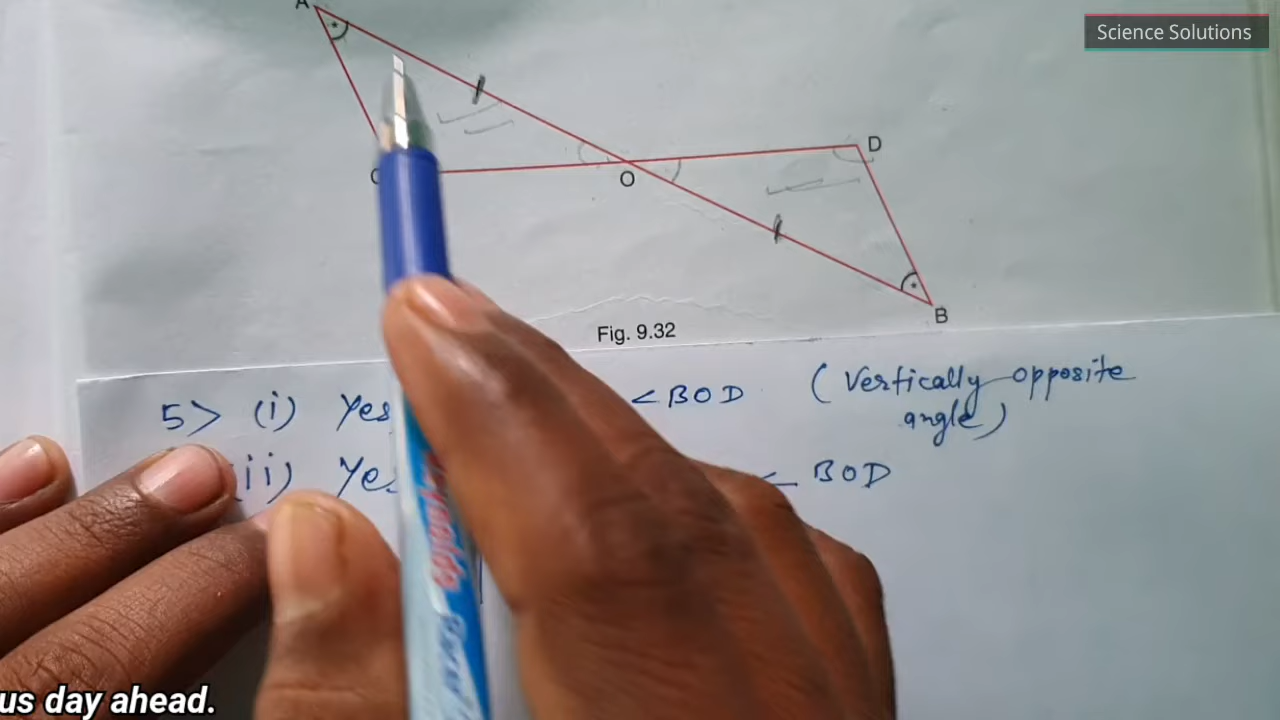 Science Solutions
A
D
O
B
Fig. 9.32
5> (i) Yes <BOD (Vertically opposite
angle)
(ii) Ye BOD
us day ahead.